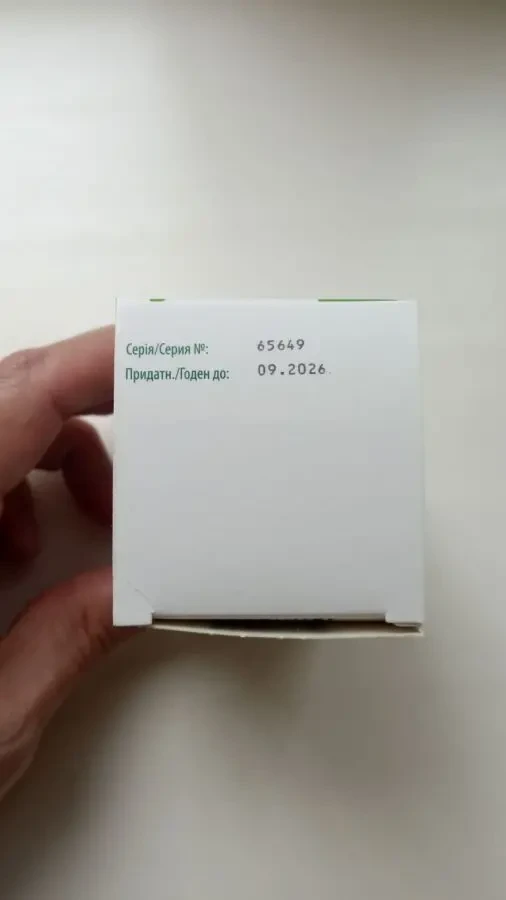 Серія/Серия №: 65649
Придатн./Годен до: 09.2026